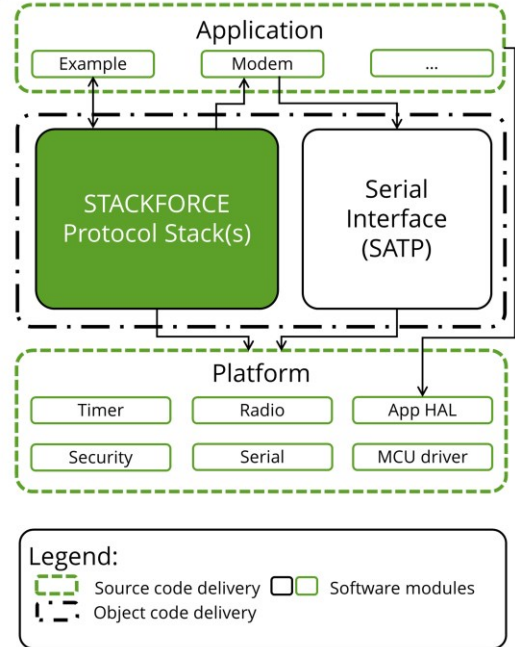 Application
Example
Modem
...
STACKFORCE
Protocol Stack(s)
Serial
Interface
(SATP)
Platform
Timer
Radio
App HAL
Security
Serial
MCU driver
Legend:
Source code delivery
Software modules
Object code delivery